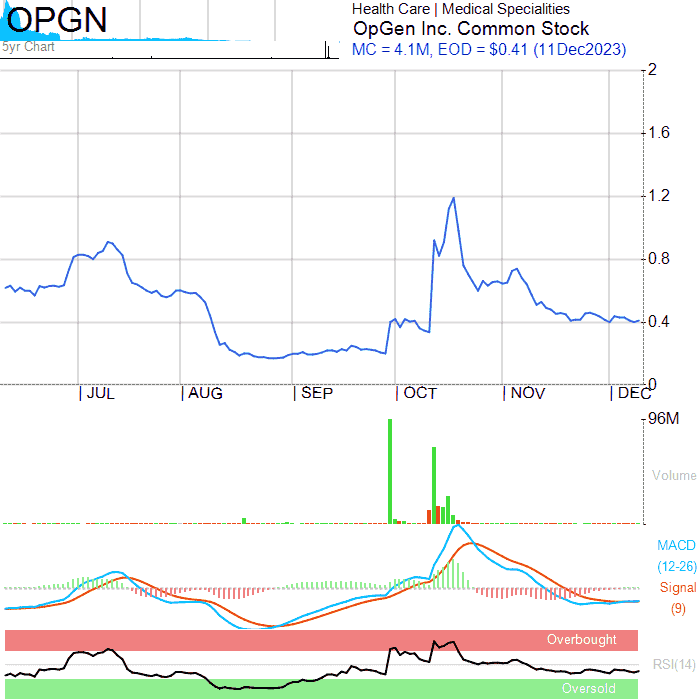 OPGN
5yr Chart
Health Care | Medical Specialities
OpGen Inc. Common Stock
MC = 4.1M, EOD = $0.41 (11Dec2023)
2
1.6
1.2
0.8
0.4
0
JUL
AUG
SEP
OCT
NOV
DEC
96M
Volume
MACD
(12-26)
Signal
(9)
Overbought
RSI(14)
Oversold